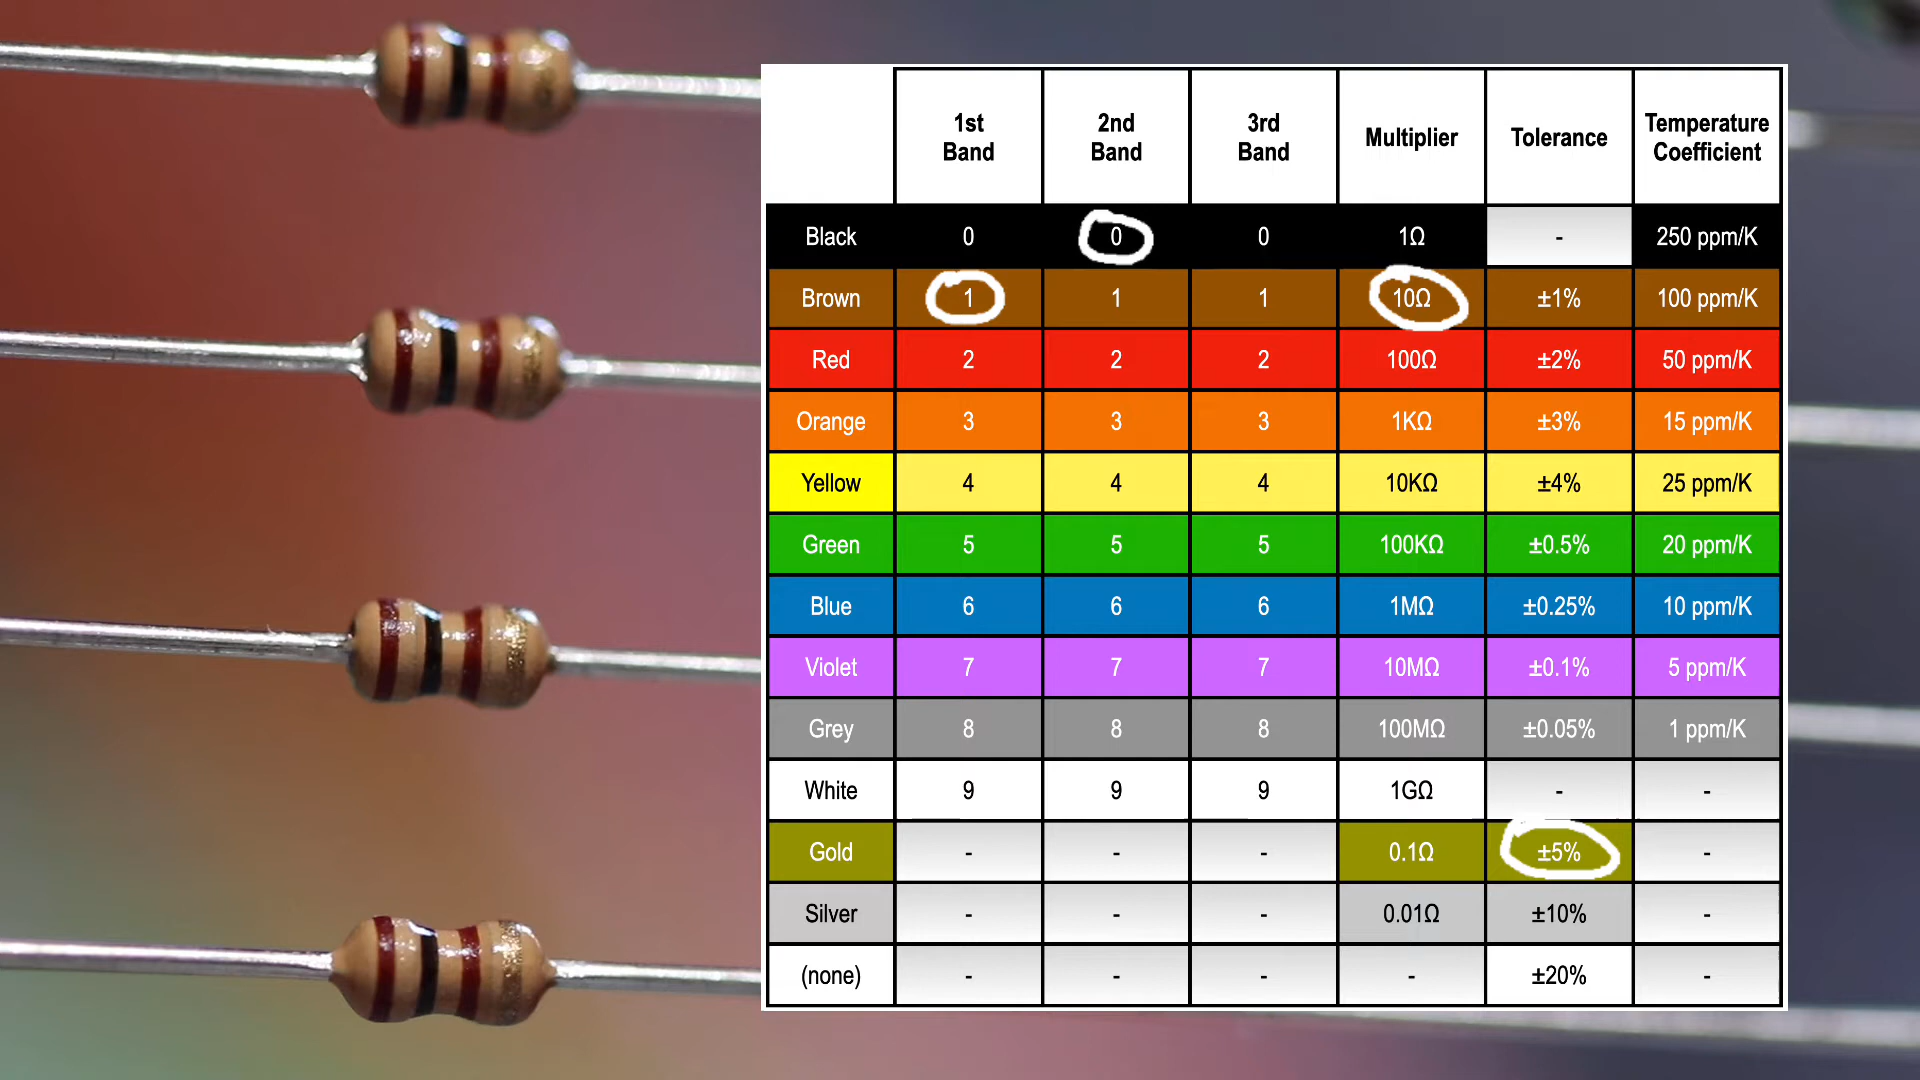 1st Band 2nd Band 3rd Band Multiplier Tolerance Temperature Coefficient
Black 0 0 0 1Ω - 250 ppm/K
Brown 1 1 1 10Ω ±1% 100 ppm/K
Red 2 2 2 100Ω ±2% 50 ppm/K
Orange 3 3 3 1KΩ ±3% 15 ppm/K
Yellow 4 4 4 10KΩ ±4% 25 ppm/K
Green 5 5 5 100KΩ ±0.5% 20 ppm/K
Blue 6 6 6 1MΩ ±0.25% 10 ppm/K
Violet 7 7 7 10MΩ ±0.1% 5 ppm/K
Grey 8 8 8 100MΩ ±0.05% 1 ppm/K
White 9 9 9 1GΩ - -
Gold - - - 0.1Ω ±5% -
Silver - - - 0.01Ω ±10% -
(none) - - - - ±20% -